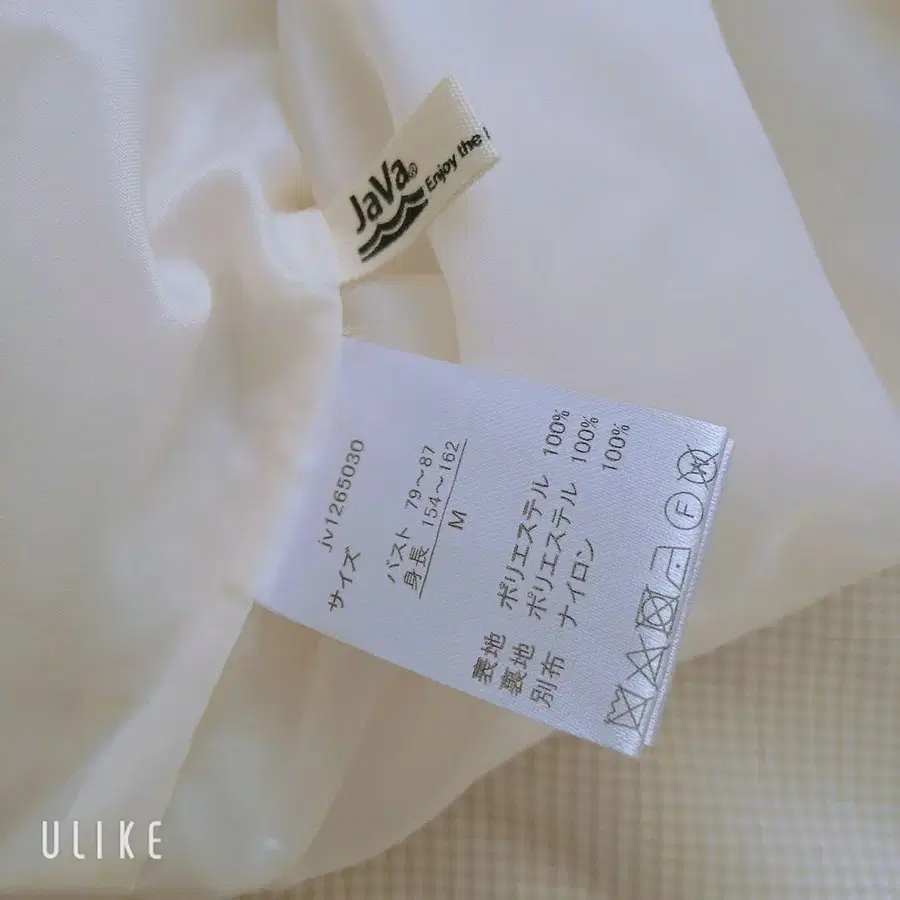 JaVa®
Enjoy the
jv1265030
サイズ
バスト 79～87
身長 154～162
M
表地 ポリエステル 100%
裏地 ポリエステル 100%
別布 ナイロン 100%
F
W
ULIKE